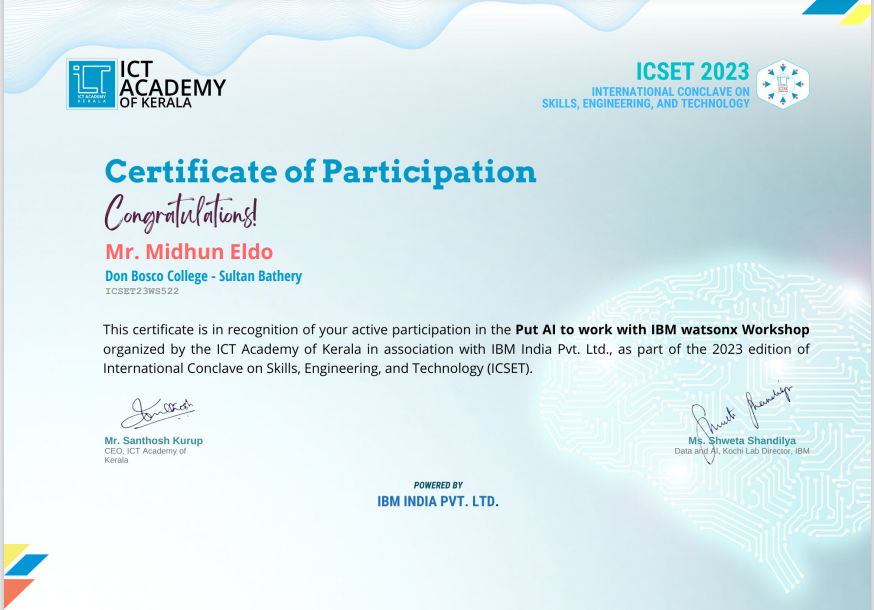 ICT
ACADEMY
OF KERALA
ICT ACADEMY
KERALA
ICSET 2023
INTERNATIONAL CONCLAVE ON
SKILLS, ENGINEERING, AND TECHNOLOGY
Certificate of Participation
Congratulations!
Mr. Midhun Eldo
Don Bosco College - Sultan Bathery
ICSET23WS522
This certificate is in recognition of your active participation in the Put AI to work with IBM watsonx Workshop
organized by the ICT Academy of Kerala in association with IBM India Pvt. Ltd., as part of the 2023 edition of
International Conclave on Skills, Engineering, and Technology (ICSET).
Mr. Santhosh Kurup
CEO, ICT Academy of
Kerala
Ms. Shweta Shandilya
Data and AI, Kochi Lab Director, IBM
POWERED BY
IBM INDIA PVT. LTD.